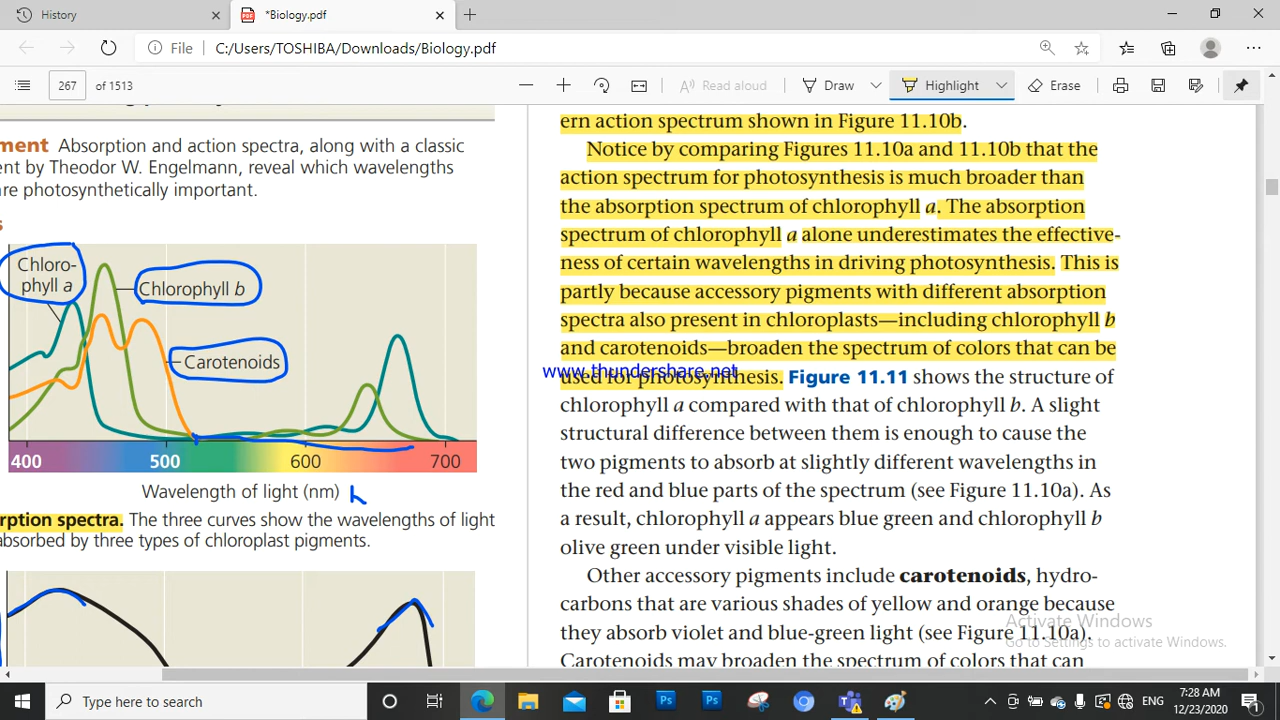 History
*Biology.pdf
File
C:/Users/TOSHIBA/Downloads/Biology.pdf
267 of 1513
Read aloud
Draw
Highlight
Erase
ment Absorption and action spectra, along with a classic
ent by Theodor W. Engelmann, reveal which wavelengths
are photosynthetically important.
s
Chloro-
phyll a
Chlorophyll b
Carotenoids
400 500 600 700
Wavelength of light (nm)
rption spectra. The three curves show the wavelengths of light
absorbed by three types of chloroplast pigments.
ern action spectrum shown in Figure 11.10b.
Notice by comparing Figures 11.10a and 11.10b that the
action spectrum for photosynthesis is much broader than
the absorption spectrum of chlorophyll a. The absorption
spectrum of chlorophyll a alone underestimates the effective-
ness of certain wavelengths in driving photosynthesis. This is
partly because accessory pigments with different absorption
spectra also present in chloroplasts—including chlorophyll b
and carotenoids—broaden the spectrum of colors that can be
used for photosynthesis. Figure 11.11 shows the structure of
www.thundershare.net
chlorophyll a compared with that of chlorophyll b. A slight
structural difference between them is enough to cause the
two pigments to absorb at slightly different wavelengths in
the red and blue parts of the spectrum (see Figure 11.10a). As
a result, chlorophyll a appears blue green and chlorophyll b
olive green under visible light.
Other accessory pigments include carotenoids, hydro-
carbons that are various shades of yellow and orange because
they absorb violet and blue-green light (see Figure 11.10a).
Carotenoids may broaden the spectrum of colors that can
Activate Windows
Go to Settings to activate Windows.
Type here to search
ENG
7:28 AM
12/23/2020